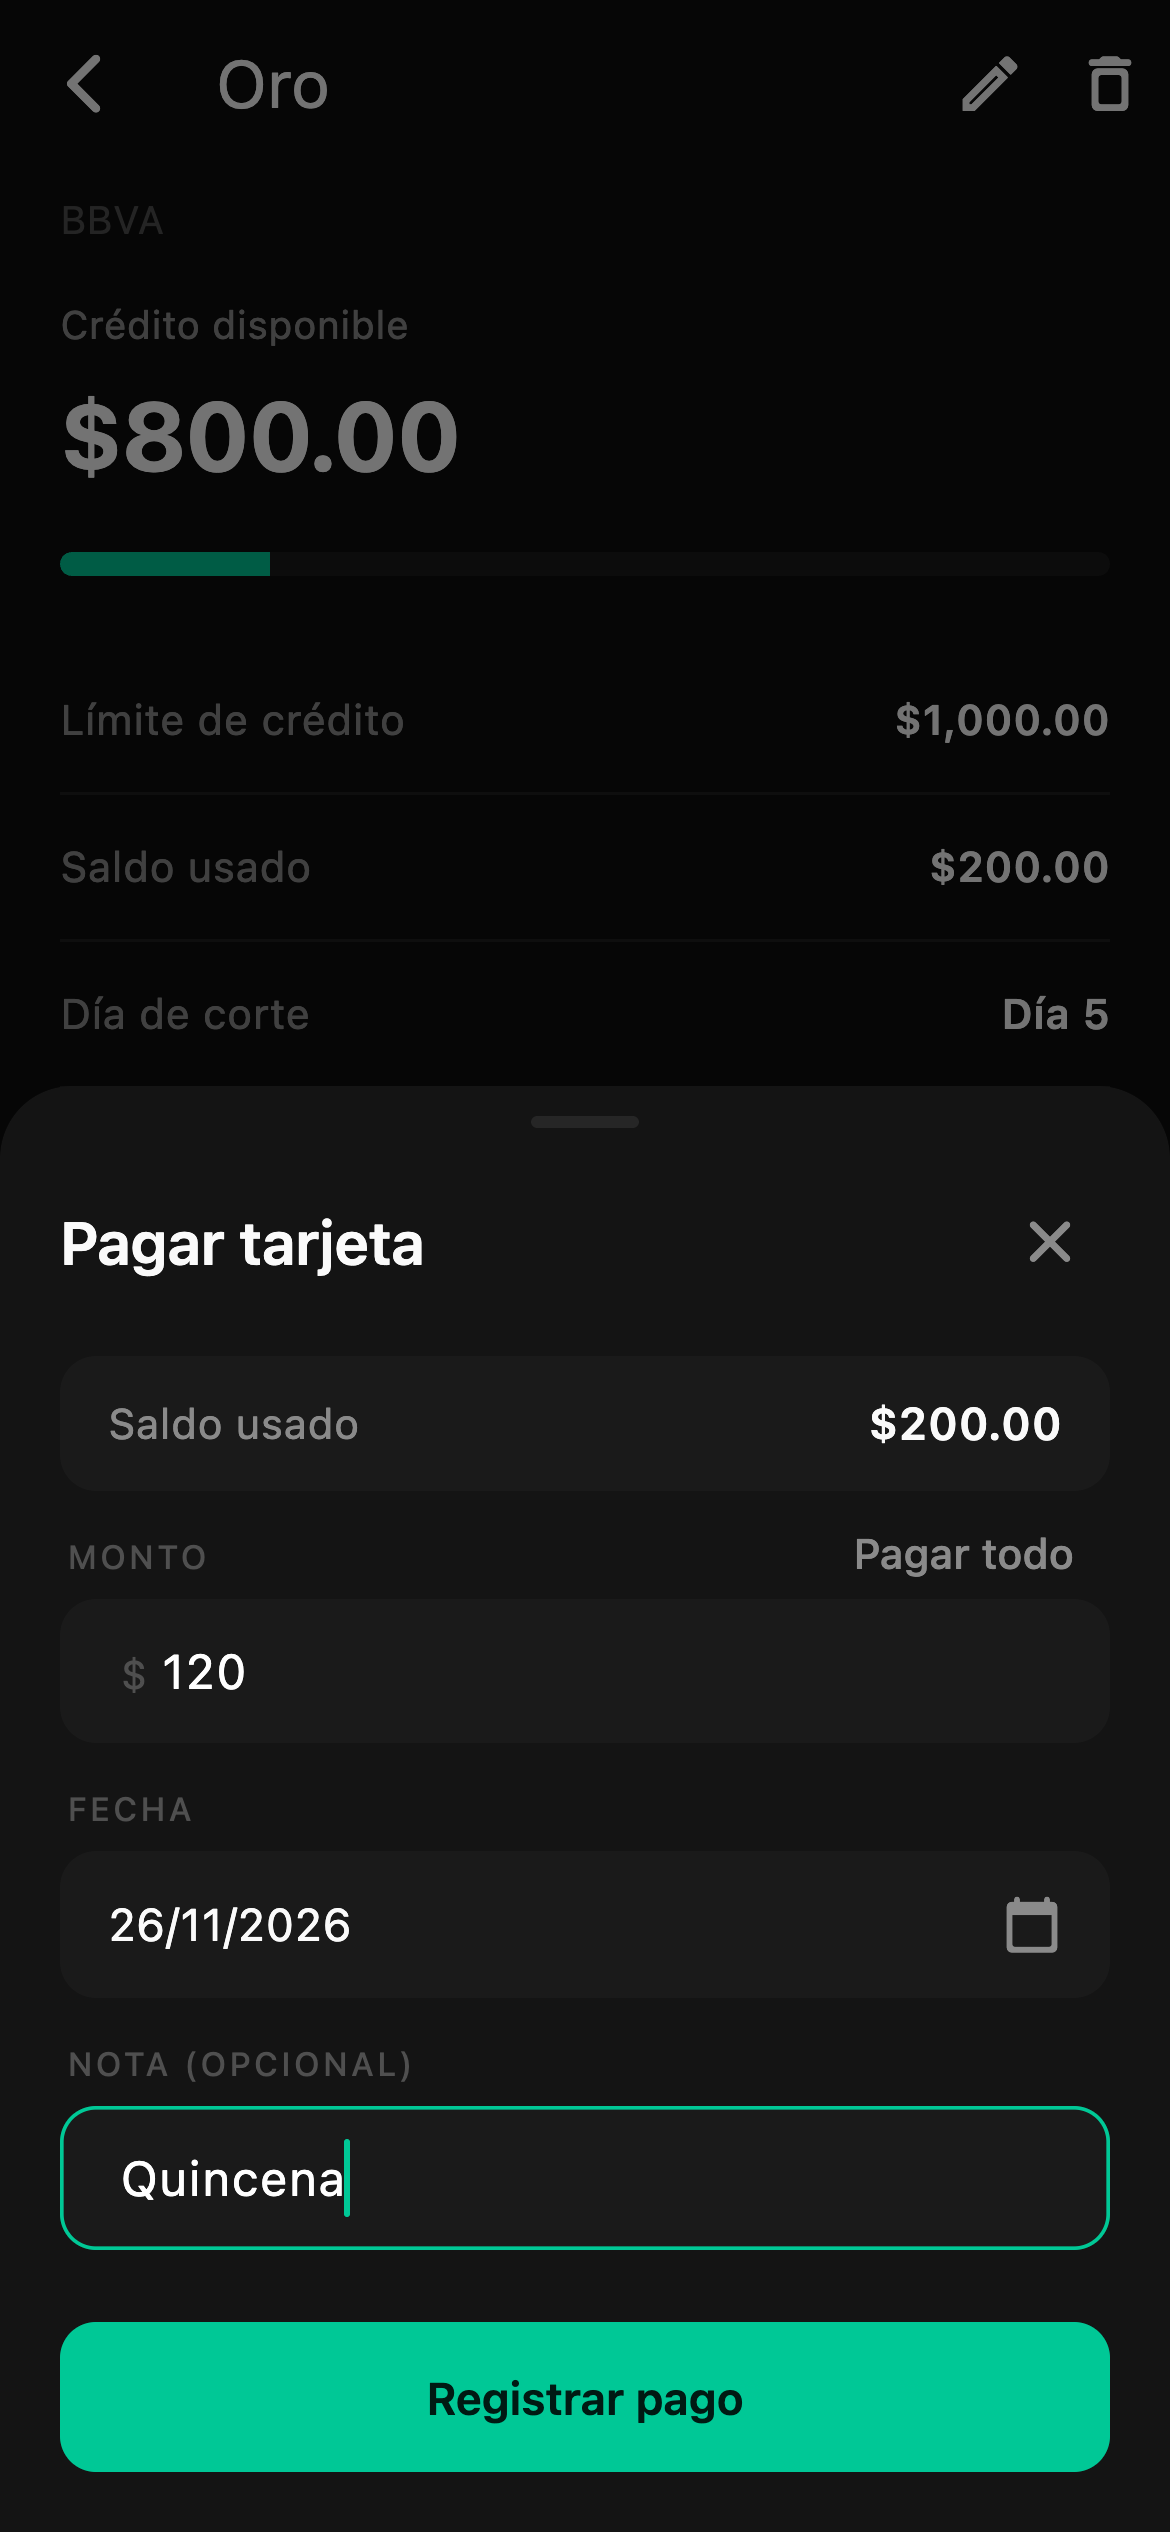 Oro
BBVA
Crédito disponible
$800.00
Límite de crédito $1,000.00
Saldo usado $200.00
Día de corte Día 5
Pagar tarjeta
Saldo usado $200.00
MONTO Pagar todo
$ 120
FECHA
26/11/2026
NOTA (OPCIONAL)
Quincena
Registrar pago